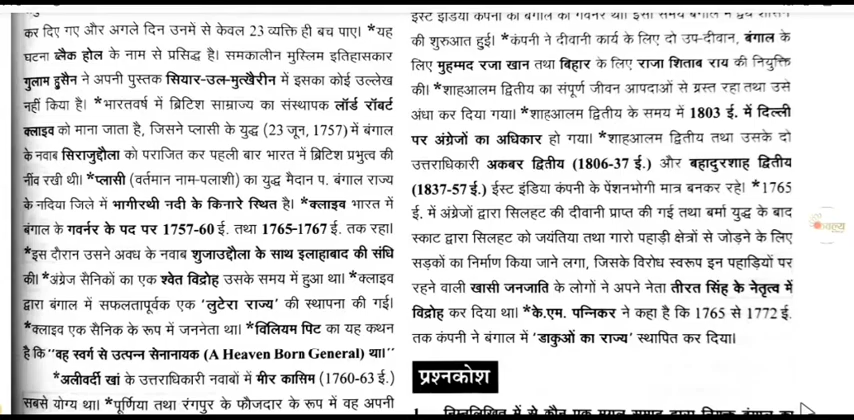 कर दिए गए और अगले दिन उनमें से केवल 23 व्यक्ति ही बच पाए। *यह
घटना ब्लैक होल के नाम से प्रसिद्ध है। समकालीन मुस्लिम इतिहासकार
गुलाम हुसैन ने अपनी पुस्तक सियार-उल-मुत्खैरीन में इसका कोई उल्लेख
नहीं किया है। *भारतवर्ष में ब्रिटिश साम्राज्य का संस्थापक लॉर्ड रॉबर्ट
क्लाइव को माना जाता है, जिसने प्लासी के युद्ध (23 जून, 1757) में बंगाल
के नवाब सिराजुद्दौला को पराजित कर पहली बार भारत में ब्रिटिश प्रभुत्व की
नींव रखी थी। *प्लासी (वर्तमान नाम-पलाशी) का युद्ध मैदान प. बंगाल राज्य
के नदिया जिले में भागीरथी नदी के किनारे स्थित है। *क्लाइव भारत में
बंगाल के गवर्नर के पद पर 1757-60 ई. तथा 1765-1767 ई. तक रहा।
*इस दौरान उसने अवध के नवाब शुजाउद्दौला के साथ इलाहाबाद की संधि
की। *अंग्रेज सैनिकों का एक श्वेत विद्रोह उसके समय में हुआ था। *क्लाइव
द्वारा बंगाल में सफलतापूर्वक एक 'लुटेरा राज्य' की स्थापना की गई।
*क्लाइव एक सैनिक के रूप में जननेता था। *विलियम पिट का यह कथन
है कि "वह स्वर्ग से उत्पन्न सेनानायक (A Heaven Born General) था।"
*अलीवर्दी खां के उत्तराधिकारी नवाबों में मीर कासिम (1760-63 ई.)
सबसे योग्य था। *पूर्णिया तथा रंगपुर के फौजदार के रूप में वह अपनी
इस्ट इंडिया कंपनी का बंगाल का गवर्नर था। इसी समय बंगाल में द्वैध शासन
की शुरुआत हुई। *कंपनी ने दीवानी कार्य के लिए दो उप-दीवान, बंगाल के
लिए मुहम्मद रजा खान तथा बिहार के लिए राजा शिताब राय की नियुक्ति
की। *शाहआलम द्वितीय का संपूर्ण जीवन आपदाओं से ग्रस्त रहा तथा उसे
अंधा कर दिया गया। *शाहआलम द्वितीय के समय में 1803 ई. में दिल्ली
पर अंग्रेजों का अधिकार हो गया। *शाहआलम द्वितीय तथा उसके दो
उत्तराधिकारी अकबर द्वितीय (1806-37 ई.) और बहादुरशाह द्वितीय
(1837-57 ई.) ईस्ट इंडिया कंपनी के पेंशनभोगी मात्र बनकर रहे। *1765
ई. में अंग्रेजों द्वारा सिलहट की दीवानी प्राप्त की गई तथा बर्मा युद्ध के बाद
स्काट द्वारा सिलहट को जयंतिया तथा गारो पहाड़ी क्षेत्रों से जोड़ने के लिए
सड़कों का निर्माण किया जाने लगा, जिसके विरोध स्वरूप इन पहाड़ियों पर
रहने वाली खासी जनजाति के लोगों ने अपने नेता तीरत सिंह के नेतृत्व में
विद्रोह कर दिया था। *के.एम. पन्निकर ने कहा है कि 1765 से 1772 ई.
तक कंपनी ने बंगाल में 'डाकुओं का राज्य' स्थापित कर दिया।
प्रश्नकोश